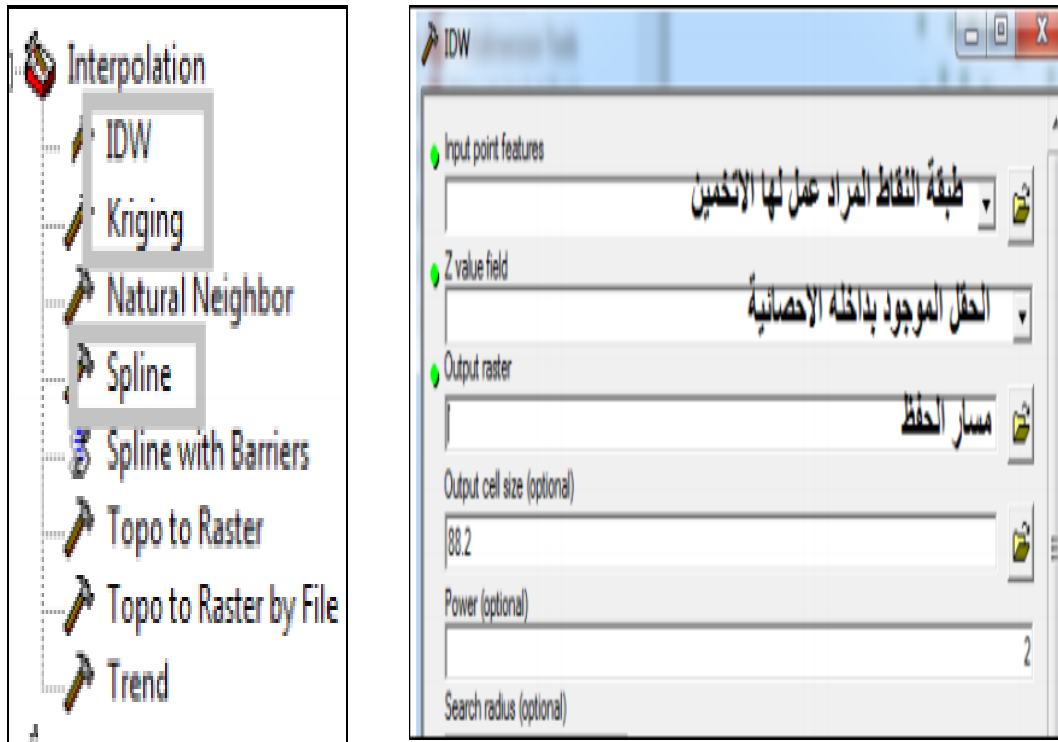 Interpolation
IDW
Kriging
Natural Neighbor
Spline
Spline with Barriers
Topo to Raster
Topo to Raster by File
Trend
IDW
Input point features
طبقة النقاط المراد عمل لها الاتخمين
Z value field
الحقل الموجود بداخله الاحصائية
Output raster
مسار الحفظ
Output cell size (optional)
88.2
Power (optional)
2
Search radius (optional)